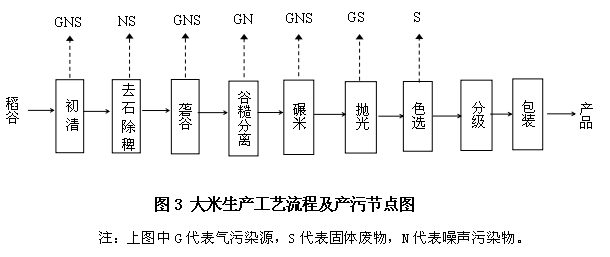 GNS NS GNS GN GNS GS S
稻谷 初清 去石除稗 砻谷 谷糙分离 碾米 抛光 色选 分级 包装 产品
图3 大米生产工艺流程及产污节点图
注：上图中G代表气污染源，S代表固体废物，N代表噪声污染物。